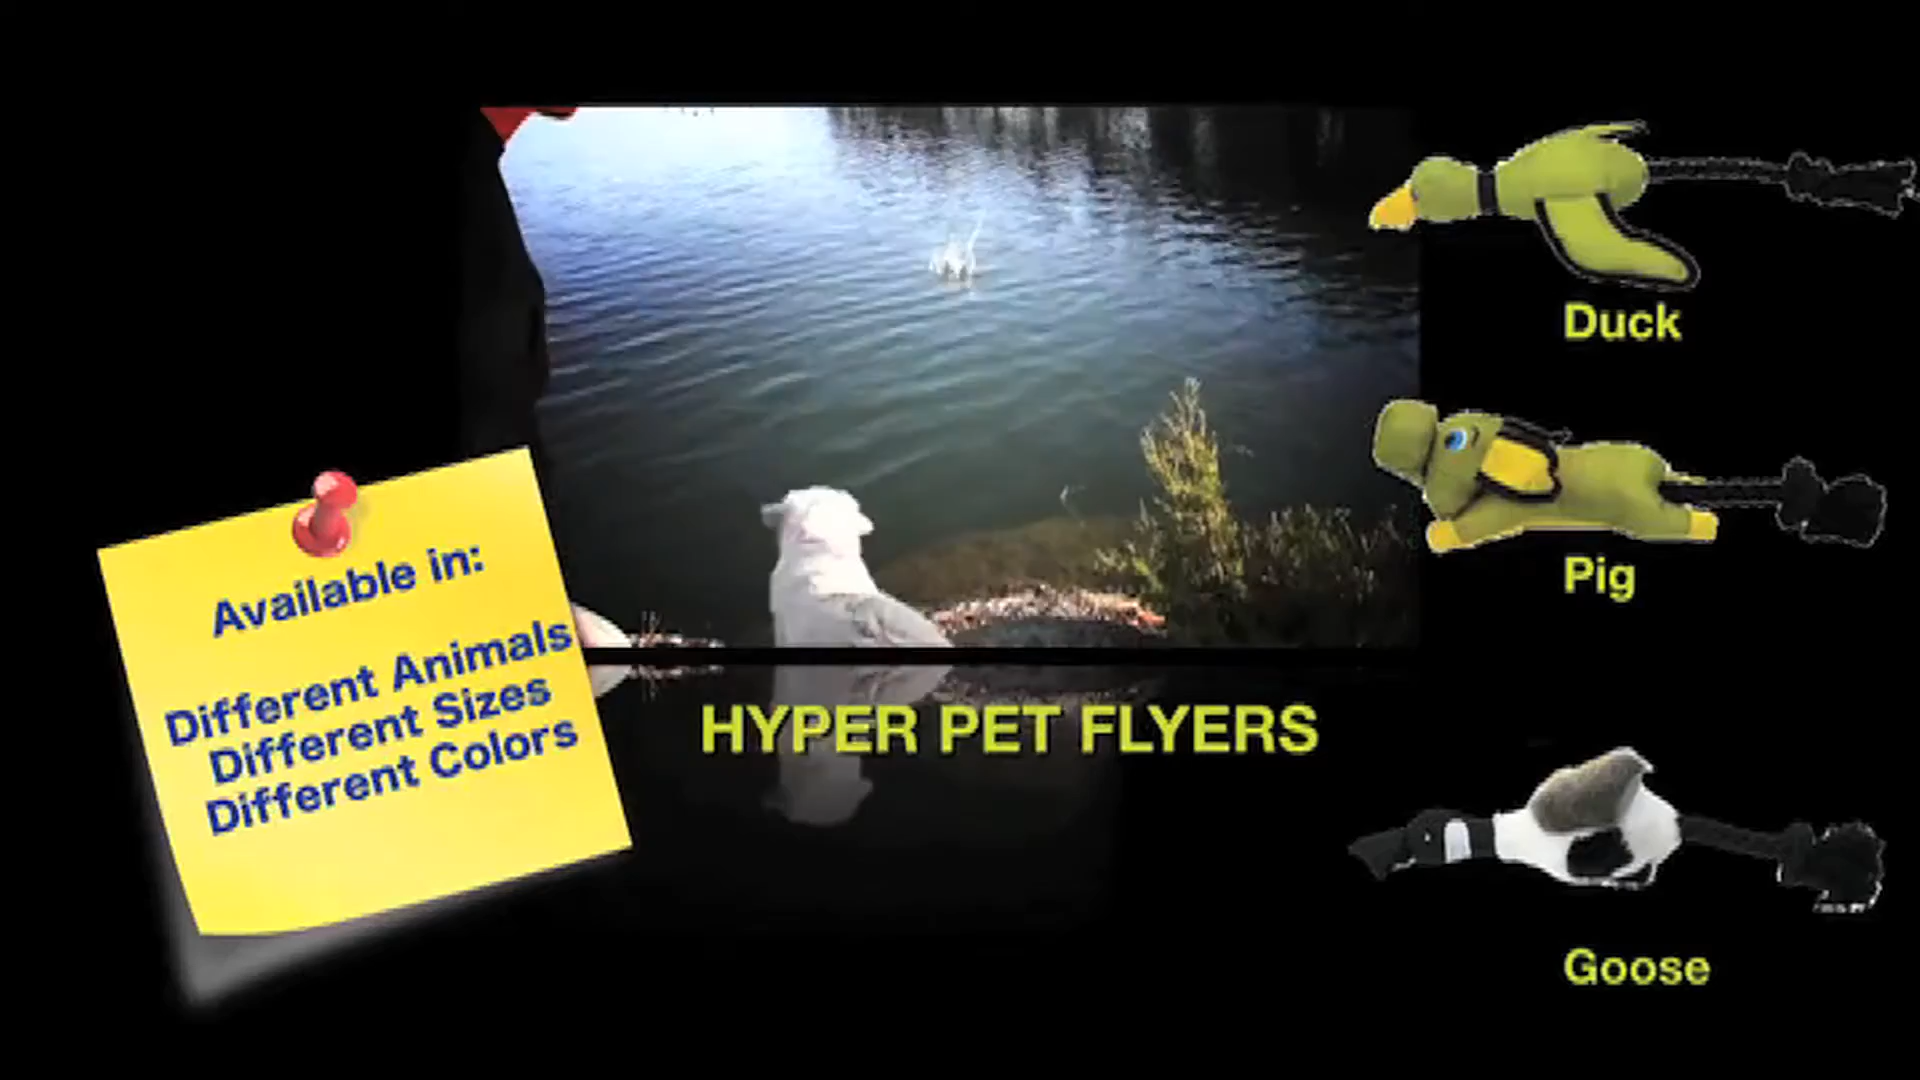 Available in:
Different Animals
Different Sizes
Different Colors
HYPER PET FLYERS
Duck
Pig
Goose